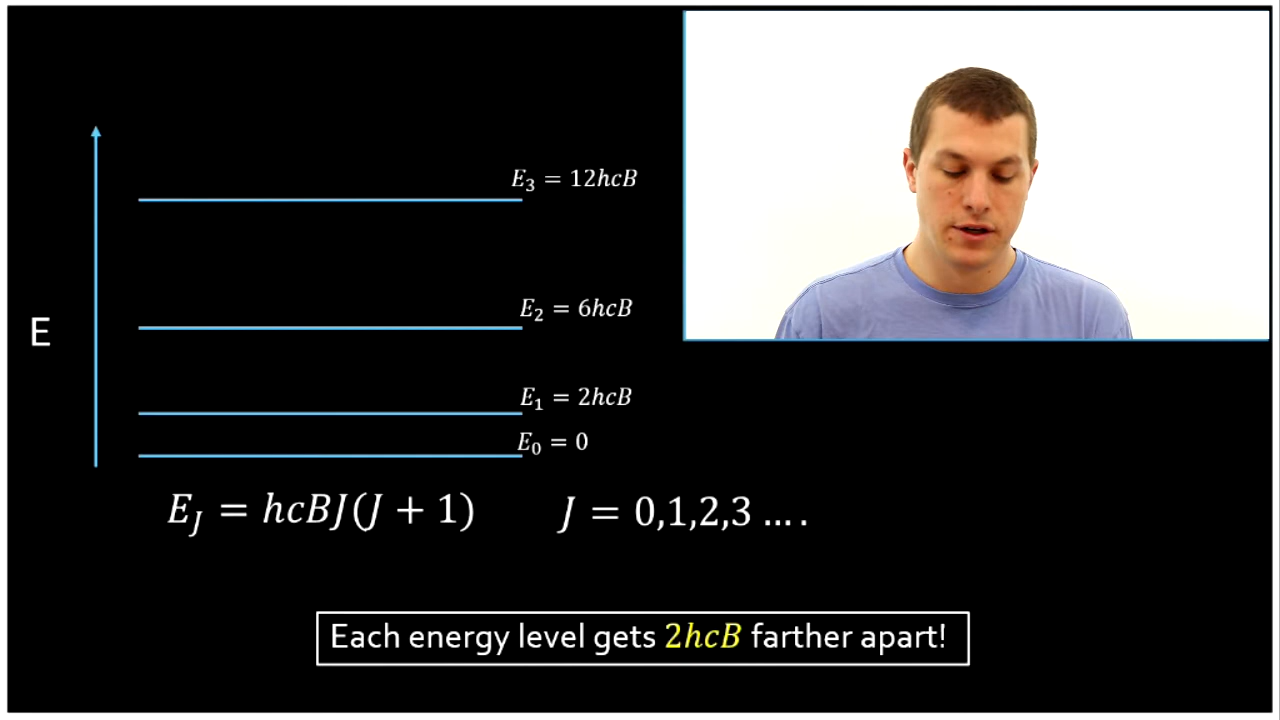 E₃ = 12hcB
E₂ = 6hcB
E
E₁ = 2hcB
E₀ = 0
E_J = hcBJ(J + 1) J = 0,1,2,3 ….
Each energy level gets 2hcB farther apart!